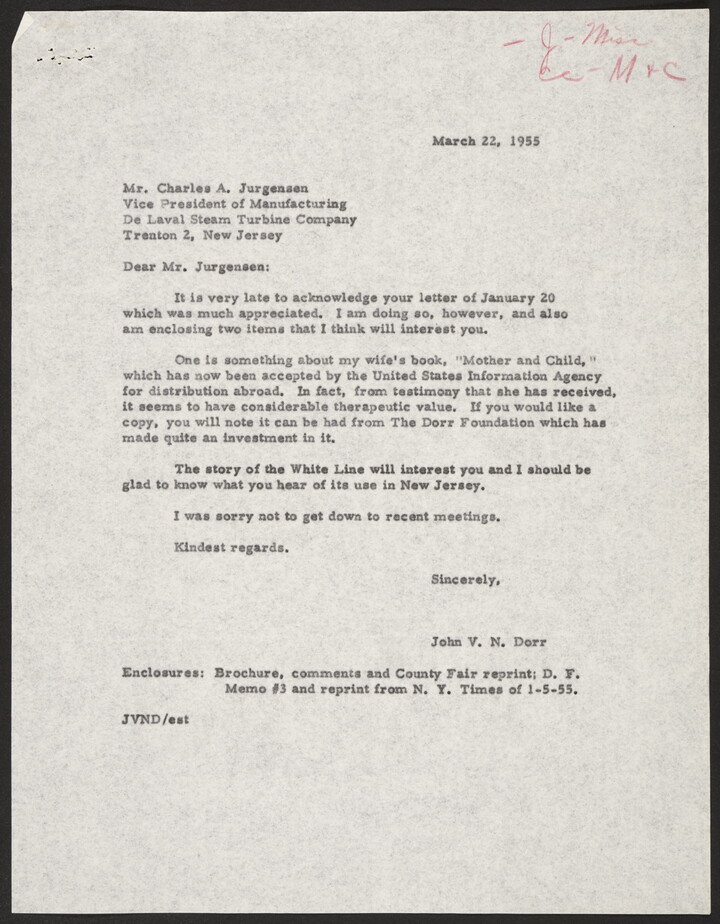 - J - Misc
cc - M & C
March 22, 1955
Mr. Charles A. Jurgensen
Vice President of Manufacturing
De Laval Steam Turbine Company
Trenton 2, New Jersey
Dear Mr. Jurgensen:
It is very late to acknowledge your letter of January 20
which was much appreciated. I am doing so, however, and also
am enclosing two items that I think will interest you.
One is something about my wife's book, "Mother and Child,"
which has now been accepted by the United States Information Agency
for distribution abroad. In fact, from testimony that she has received,
it seems to have considerable therapeutic value. If you would like a
copy, you will note it can be had from The Dorr Foundation which has
made quite an investment in it.
The story of the White Line will interest you and I should be
glad to know what you hear of its use in New Jersey.
I was sorry not to get down to recent meetings.
Kindest regards.
Sincerely,
John V. N. Dorr
Enclosures: Brochure, comments and County Fair reprint; D. F.
Memo #3 and reprint from N. Y. Times of 1-5-55.
JVND/est